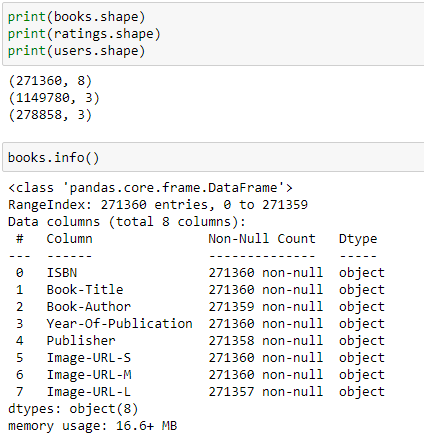 print(books.shape)
print(ratings.shape)
print(users.shape)
(271360, 8)
(1149780, 3)
(278858, 3)
books.info()
<class 'pandas.core.frame.DataFrame'>
RangeIndex: 271360 entries, 0 to 271359
Data columns (total 8 columns):
 #   Column               Non-Null Count   Dtype
---  ------               --------------   -----
 0   ISBN                 271360 non-null  object
 1   Book-Title           271360 non-null  object
 2   Book-Author          271359 non-null  object
 3   Year-Of-Publication  271360 non-null  object
 4   Publisher            271358 non-null  object
 5   Image-URL-S          271360 non-null  object
 6   Image-URL-M          271360 non-null  object
 7   Image-URL-L          271357 non-null  object
dtypes: object(8)
memory usage: 16.6+ MB